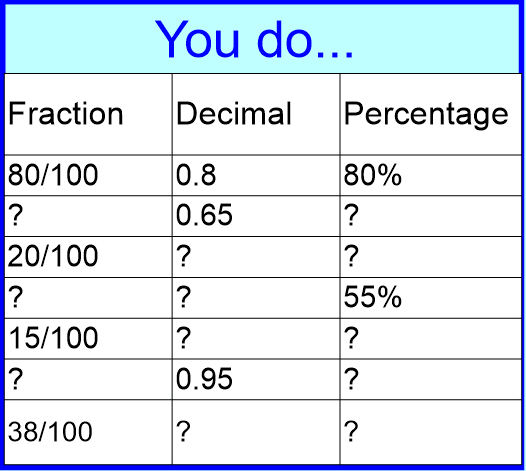 You do...
Fraction Decimal Percentage
80/100 0.8 80%
? 0.65 ?
20/100 ? ?
? ? 55%
15/100 ? ?
? 0.95 ?
38/100 ? ?